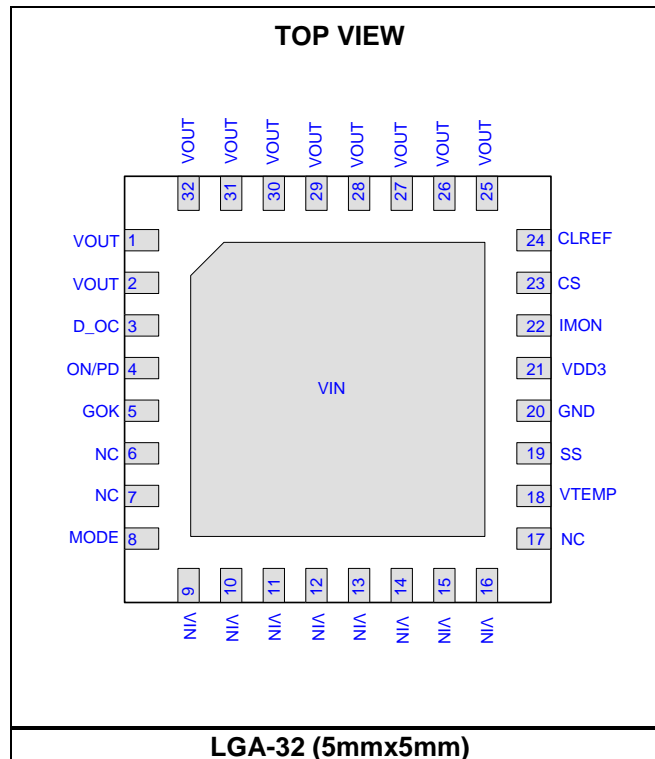 TOP VIEW
VOUT VOUT VOUT VOUT VOUT VOUT VOUT VOUT
32 31 30 29 28 27 26 25
VOUT 1
VOUT 2
D_OC 3
ON/PD 4
GOK 5
NC 6
NC 7
MODE 8
VIN
24 CLREF
23 CS
22 IMON
21 VDD3
20 GND
19 SS
18 VTEMP
17 NC
9 10 11 12 13 14 15 16
VIN VIN VIN VIN VIN VIN VIN VIN
LGA-32 (5mmx5mm)